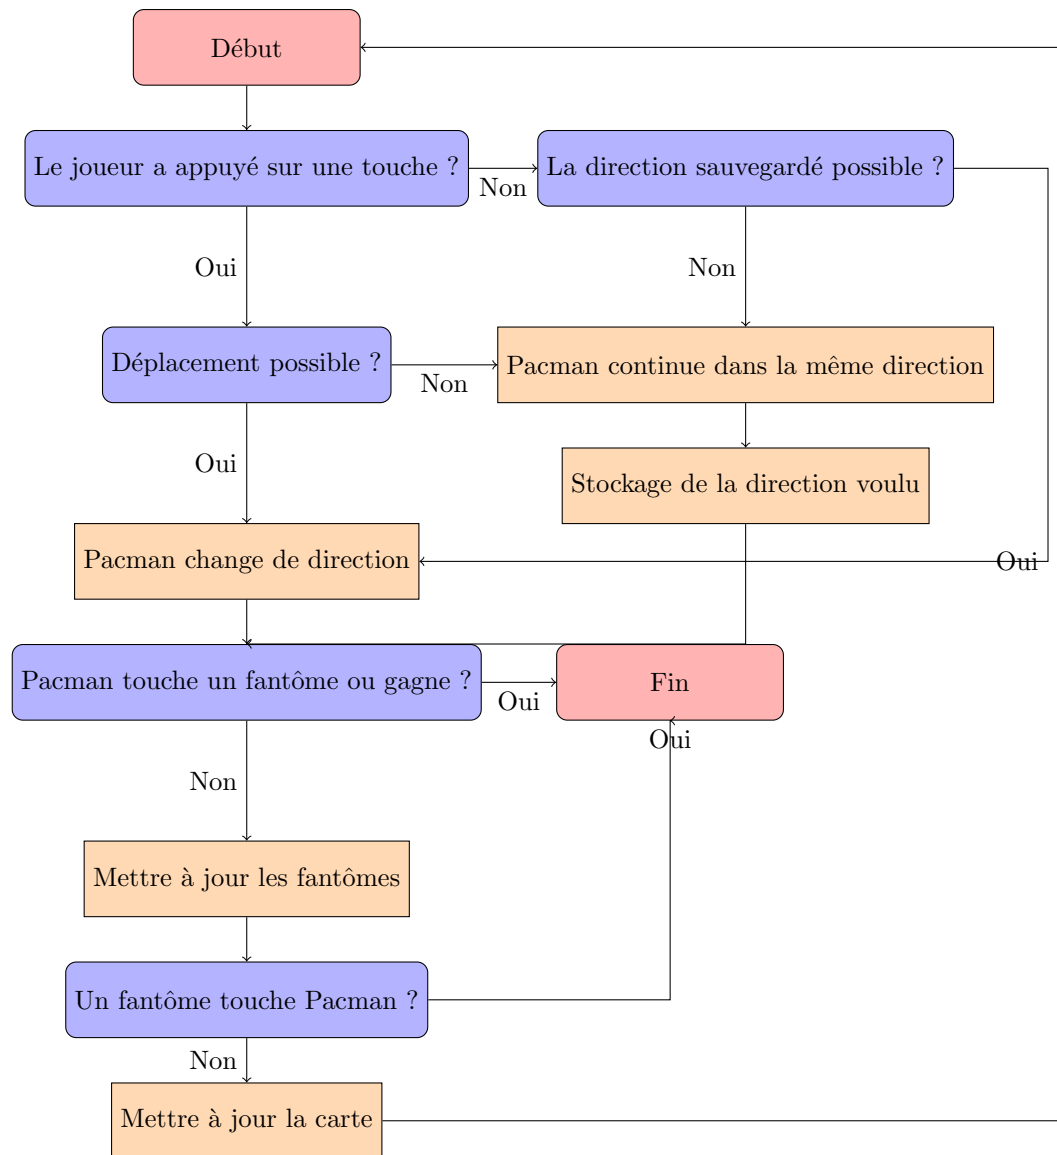 Début
Le joueur a appuyé sur une touche ?
Non
La direction sauvegardé possible ?
Oui
Non
Déplacement possible ?
Non
Pacman continue dans la même direction
Oui
Stockage de la direction voulu
Pacman change de direction
Oui
Pacman touche un fantôme ou gagne ?
Oui
Fin
Oui
Non
Mettre à jour les fantômes
Un fantôme touche Pacman ?
Non
Mettre à jour la carte